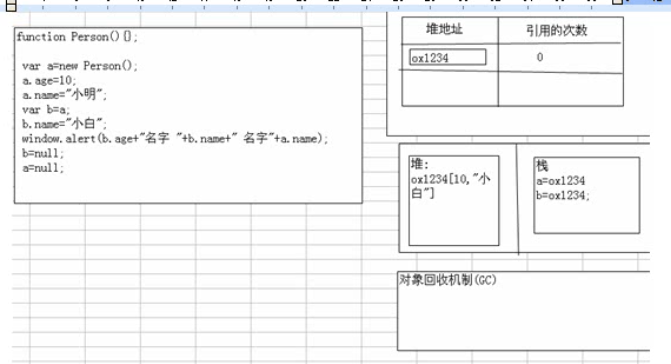 function Person(){};
var a=new Person();
a.age=10;
a.name="小明";
var b=a;
b.name="小白";
window.alert(b.age+"名字 "+b.name+" 名字"+a.name);
b=null;
a=null;
堆地址 引用的次数
ox1234 0
堆:
ox1234[10,"小
白"]
栈
a=ox1234
b=ox1234;
对象回收机制(GC)